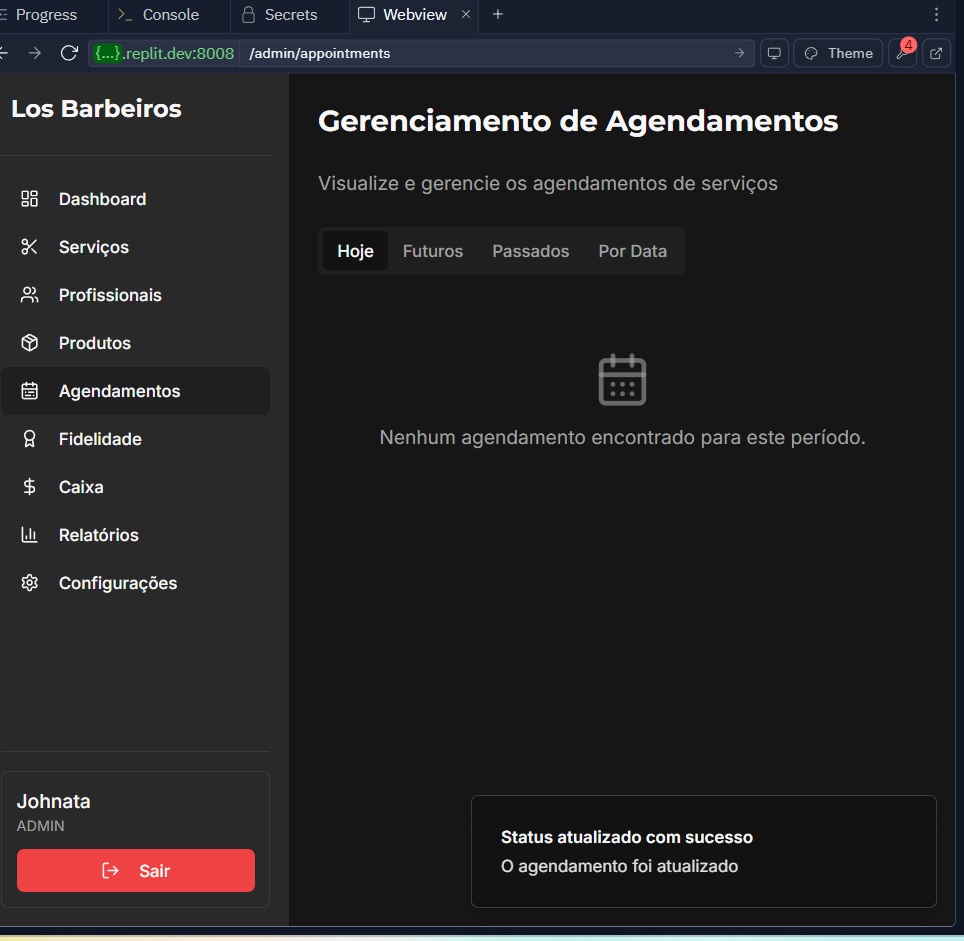 Progress
Console
Secrets
Webview
{...}.replit.dev:8008
/admin/appointments
Theme
4
Los Barbeiros
Dashboard
Serviços
Profissionais
Produtos
Agendamentos
Fidelidade
Caixa
Relatórios
Configurações
Johnata
ADMIN
Sair
Gerenciamento de Agendamentos
Visualize e gerencie os agendamentos de serviços
Hoje Futuros Passados Por Data
Nenhum agendamento encontrado para este período.
Status atualizado com sucesso
O agendamento foi atualizado